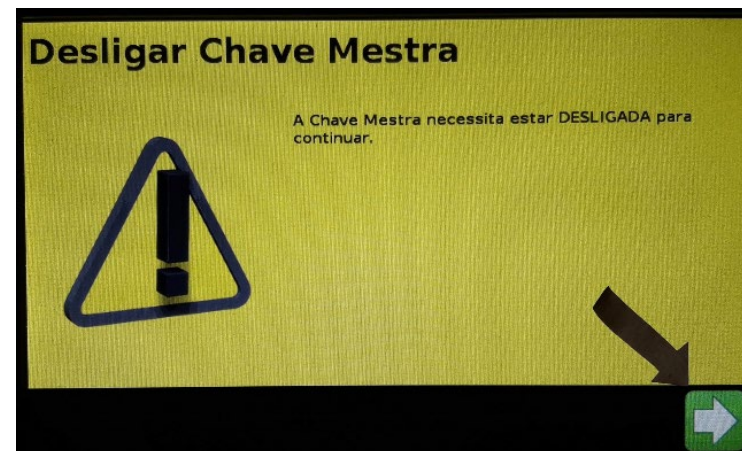 Desligar Chave Mestra
A Chave Mestra necessita estar DESLIGADA para
continuar.